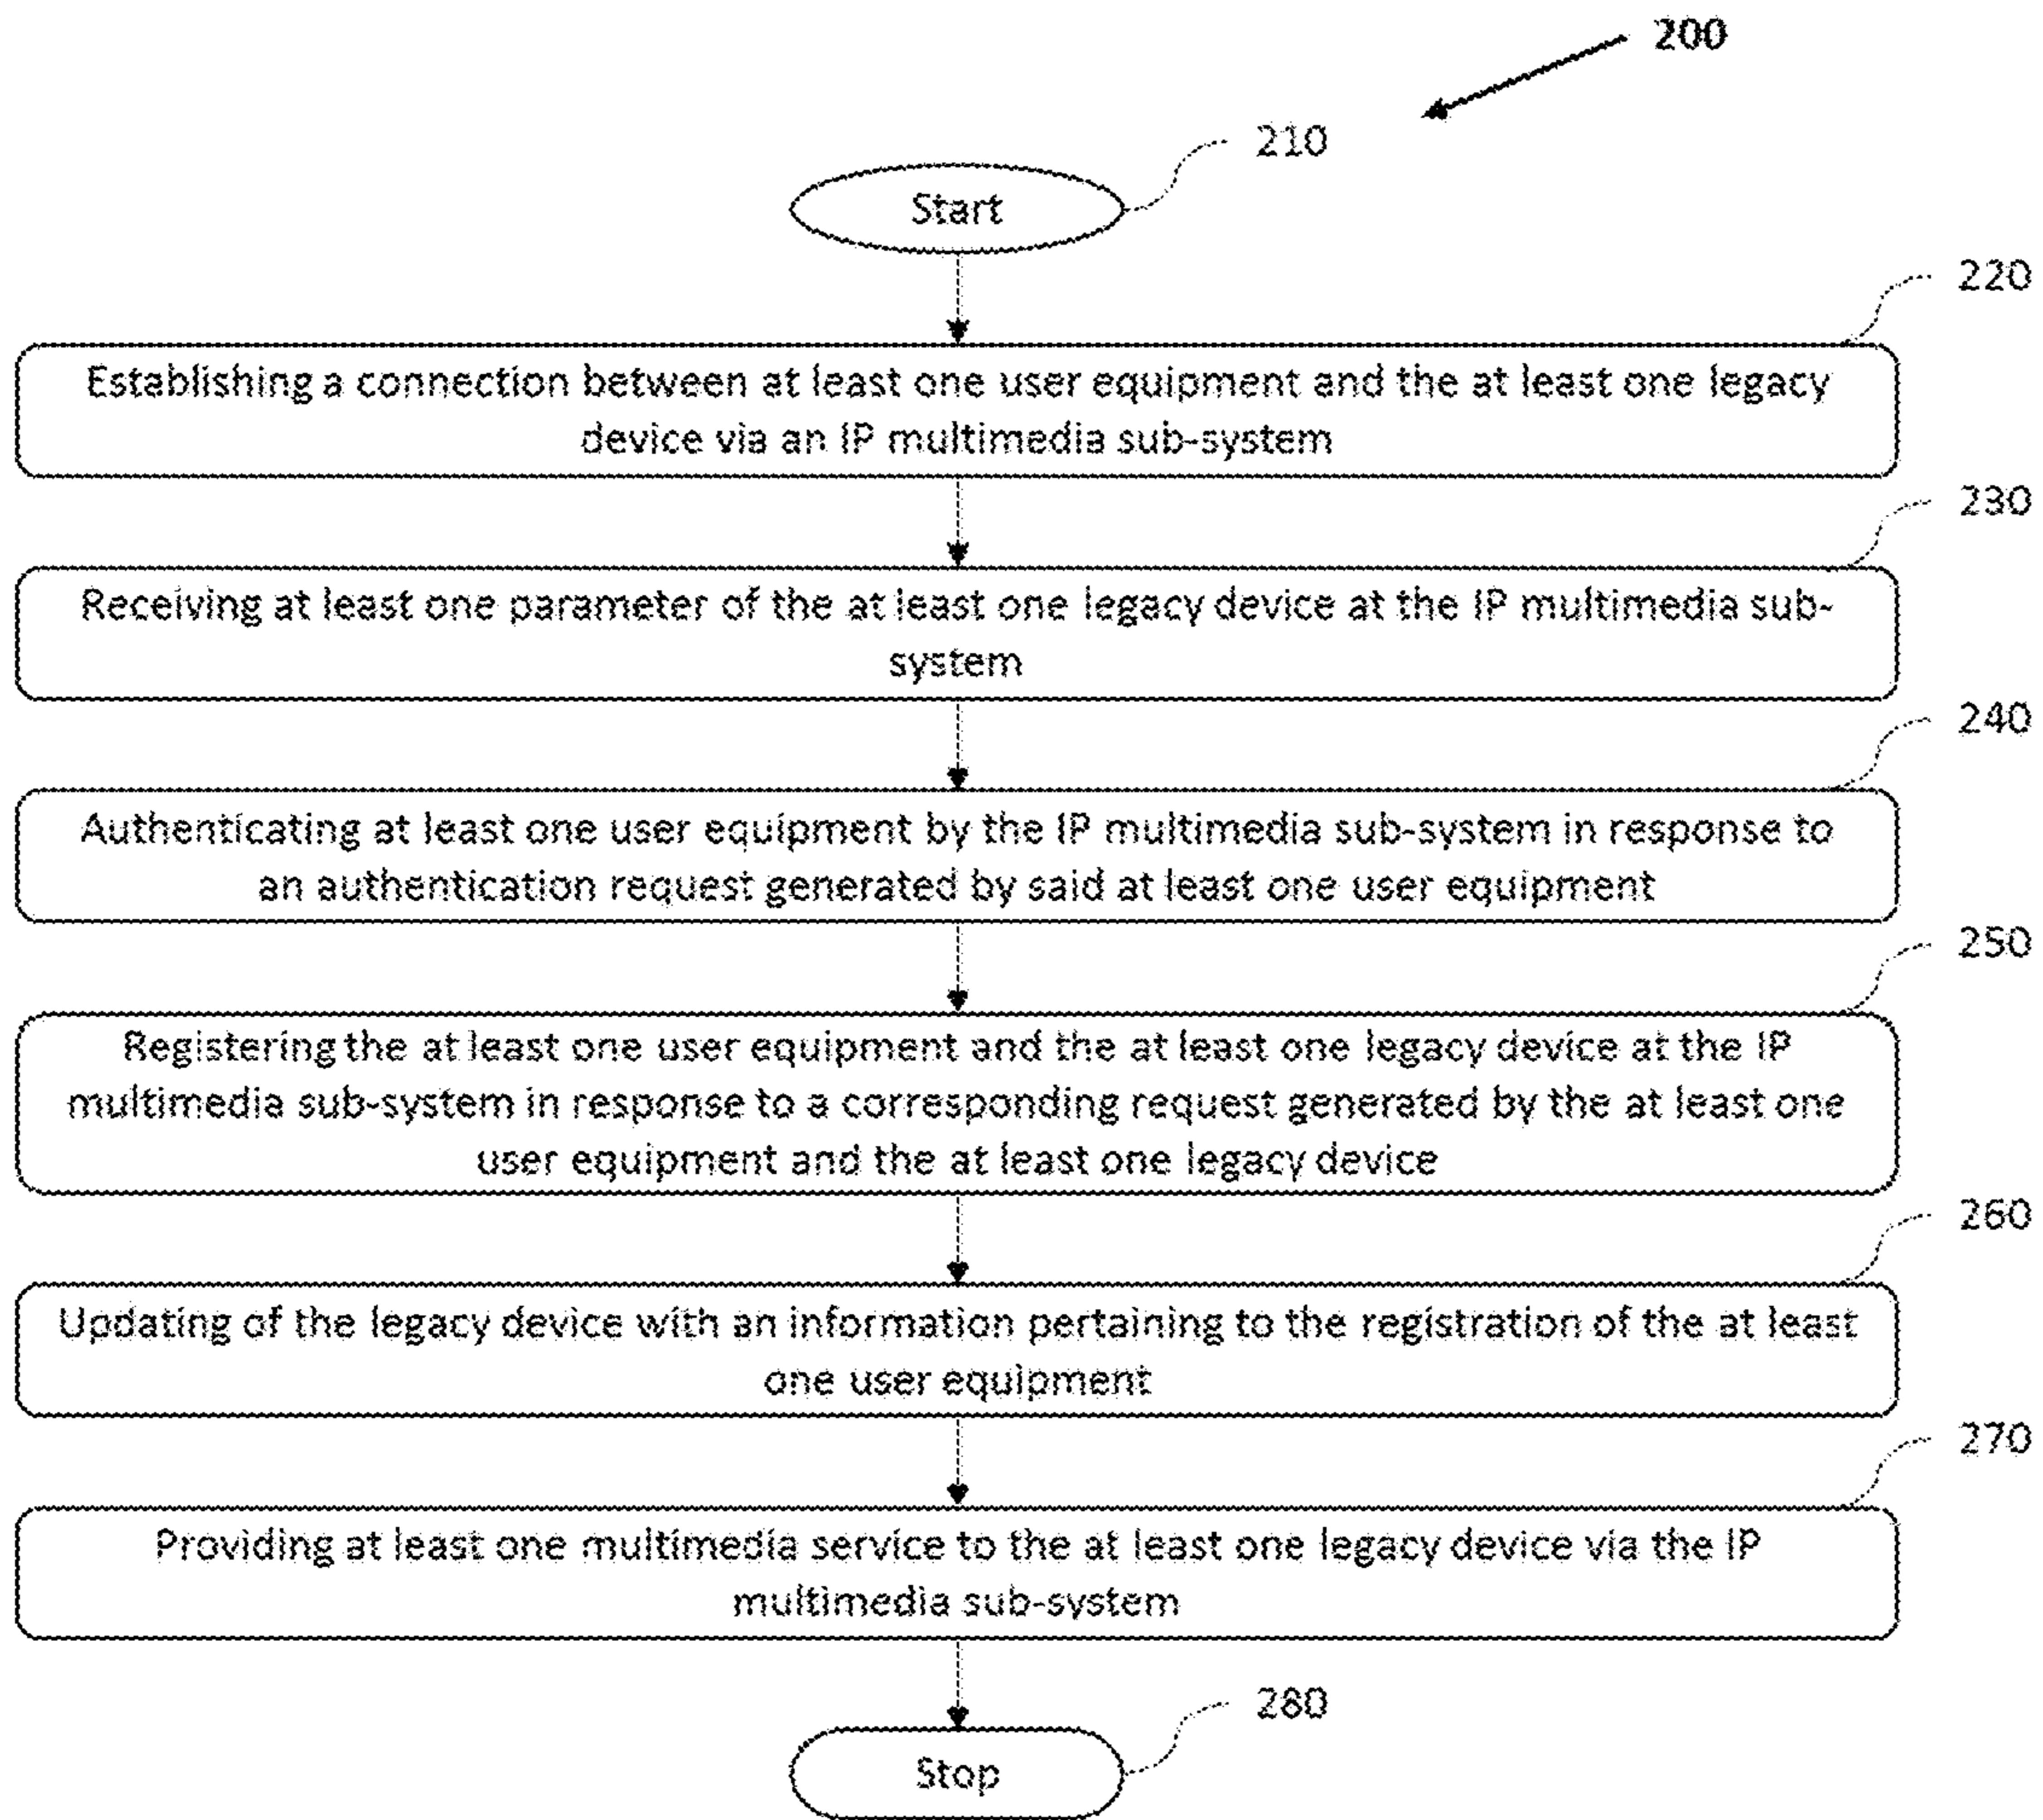 200
210
Start
220
Establishing a connection between at least one user equipment and the at least one legacy
device via an IP multimedia sub-system
230
Receiving at least one parameter of the at least one legacy device at the IP multimedia sub-
system
240
Authenticating at least one user equipment by the IP multimedia sub-system in response to
an authentication request generated by said at least one user equipment
250
Registering the at least one user equipment and the at least one legacy device at the IP
multimedia sub-system in response to a corresponding request generated by the at least one
user equipment and the at least one legacy device
260
Updating of the legacy device with an information pertaining to the registration of the at least
one user equipment
270
Providing at least one multimedia service to the at least one legacy device via the IP
multimedia sub-system
280
Stop